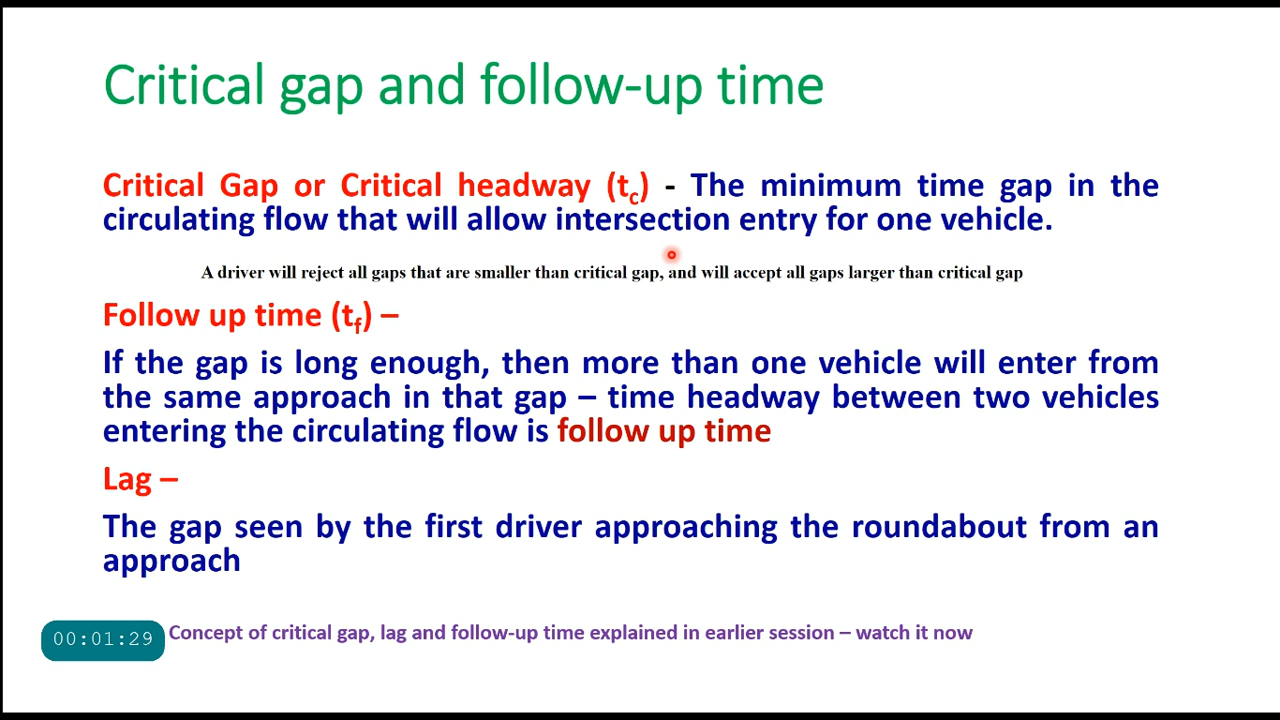 Critical gap and follow-up time
Critical Gap or Critical headway (tc) - The minimum time gap in the
circulating flow that will allow intersection entry for one vehicle.
A driver will reject all gaps that are smaller than critical gap, and will accept all gaps larger than critical gap
Follow up time (tf) –
If the gap is long enough, then more than one vehicle will enter from
the same approach in that gap – time headway between two vehicles
entering the circulating flow is follow up time
Lag –
The gap seen by the first driver approaching the roundabout from an
approach
00:01:29 Concept of critical gap, lag and follow-up time explained in earlier session – watch it now